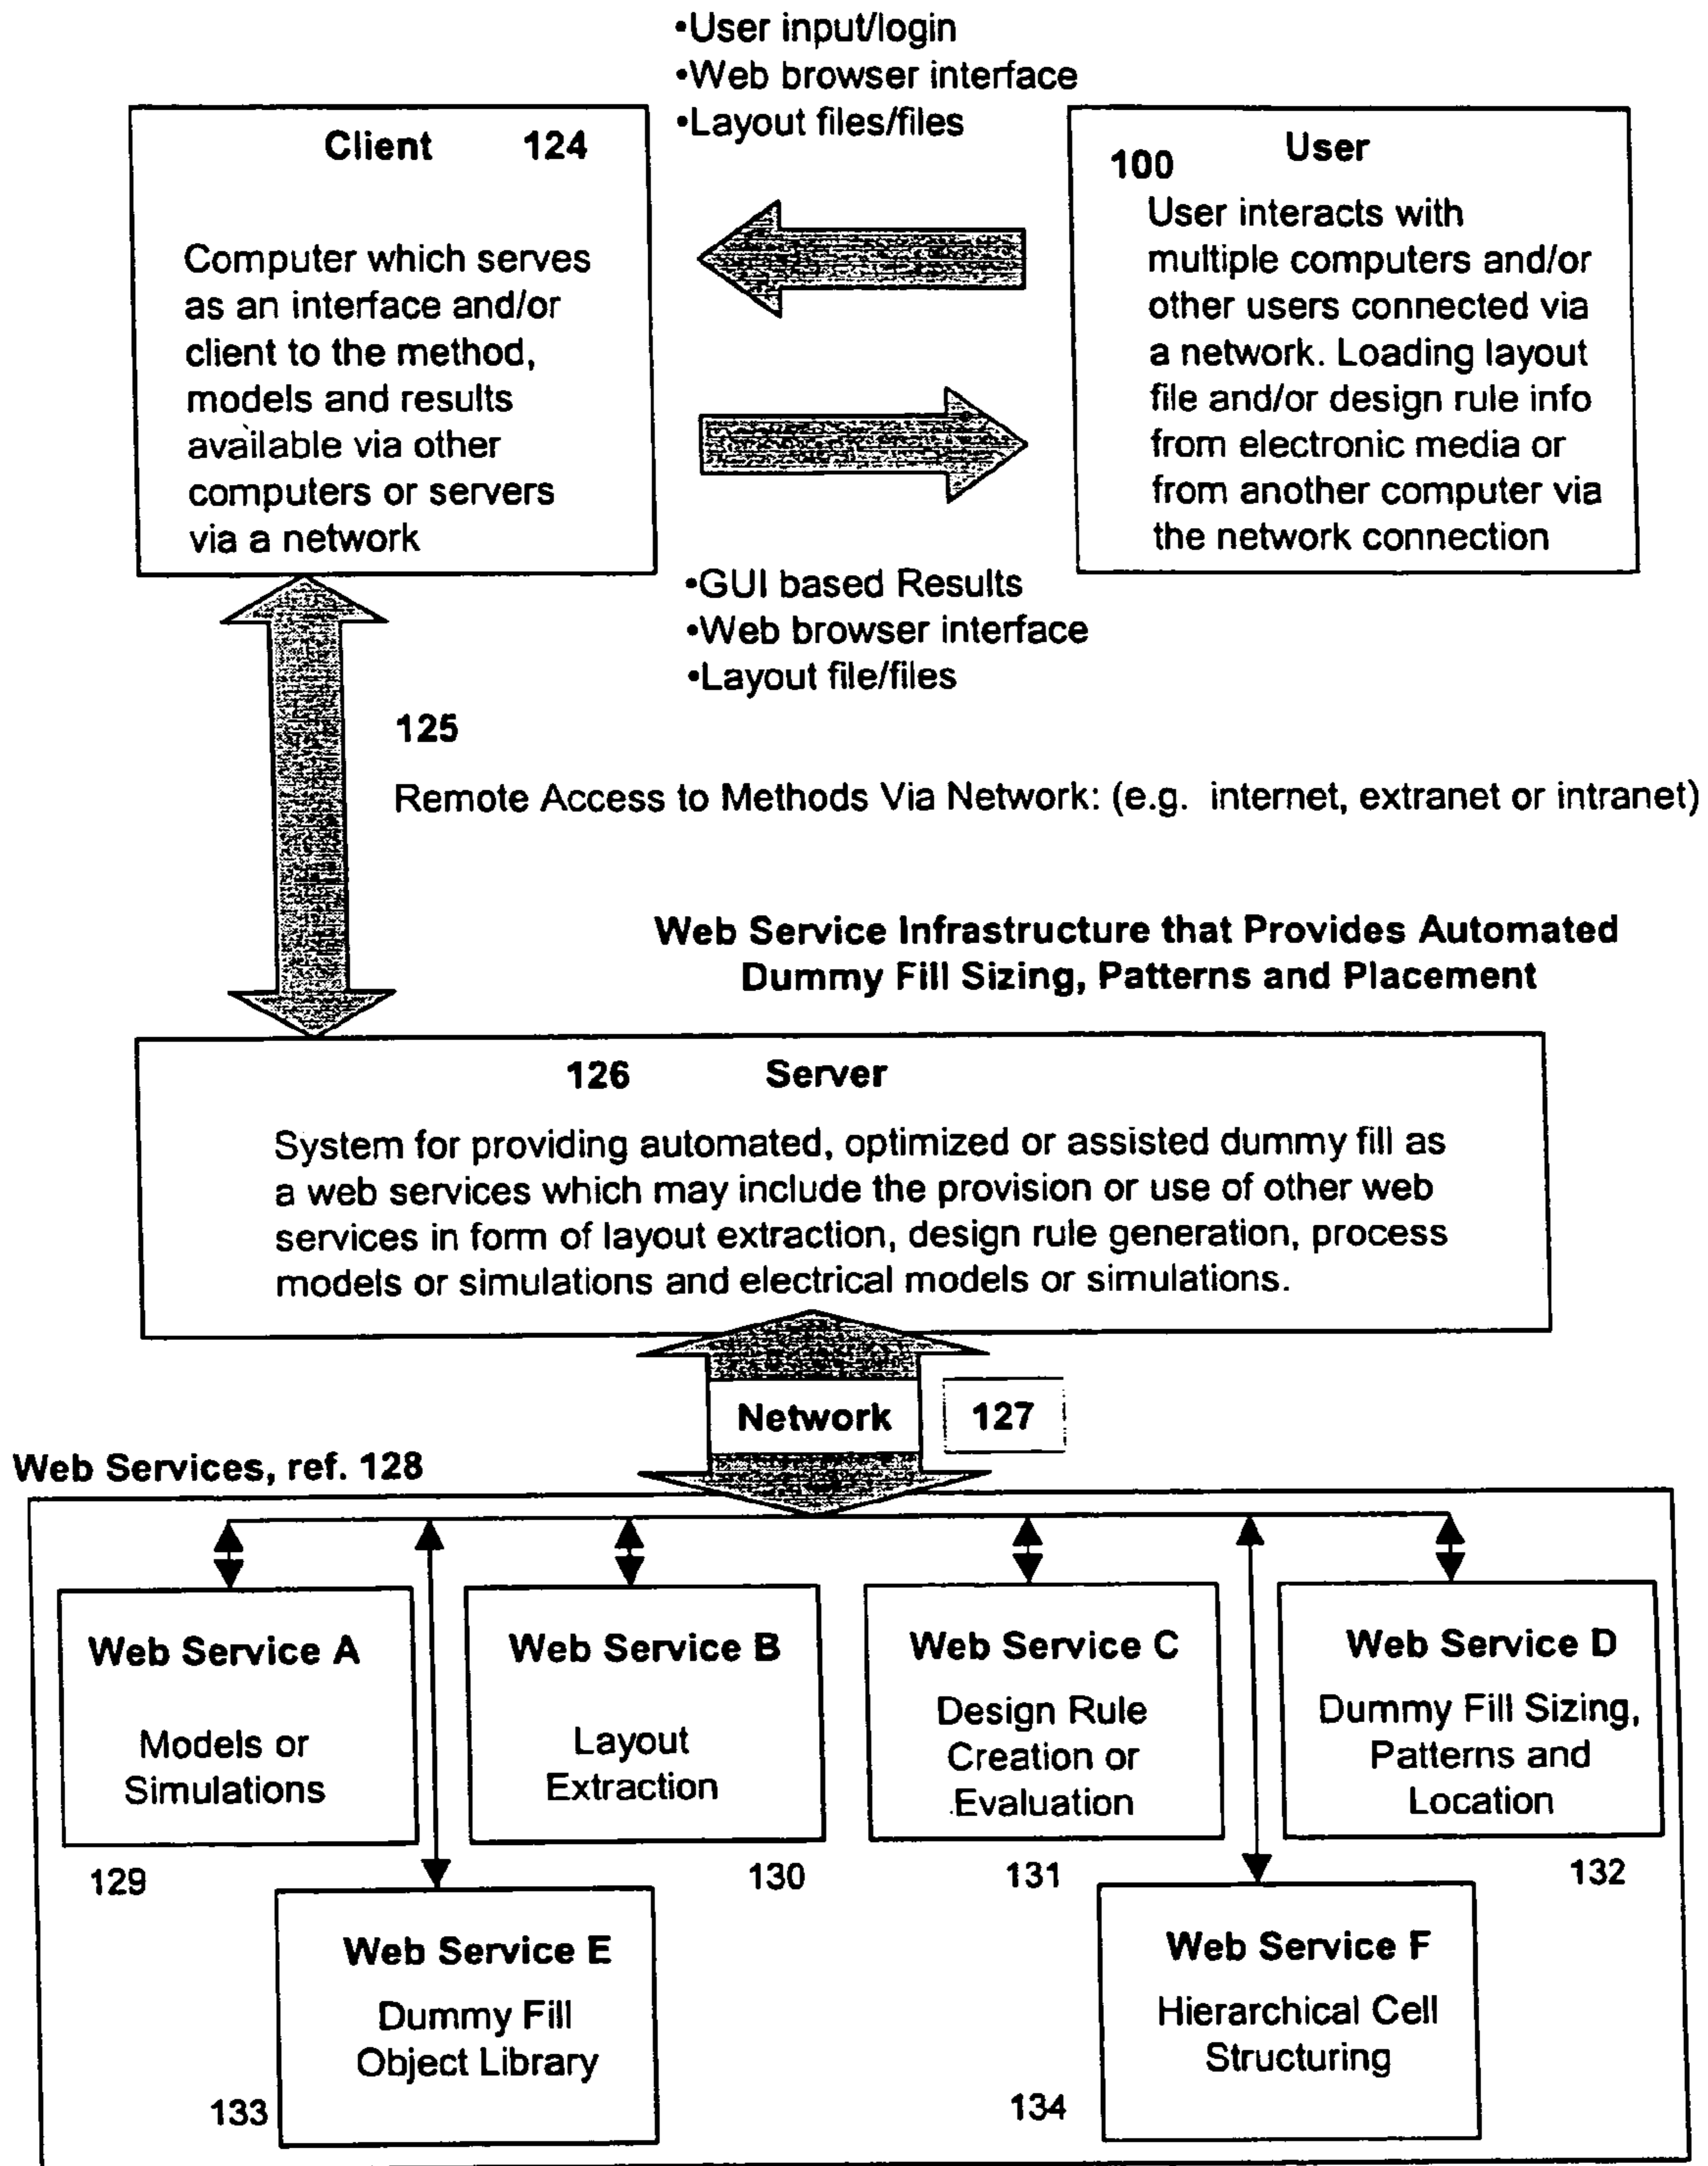 •User input/login
•Web browser interface
•Layout files/files
Client 124
Computer which serves
as an interface and/or
client to the method,
models and results
available via other
computers or servers
via a network
100 User
User interacts with
multiple computers and/or
other users connected via
a network. Loading layout
file and/or design rule info
from electronic media or
from another computer via
the network connection
•GUI based Results
•Web browser interface
•Layout file/files
125
Remote Access to Methods Via Network: (e.g. internet, extranet or intranet)
Web Service Infrastructure that Provides Automated
Dummy Fill Sizing, Patterns and Placement
126 Server
System for providing automated, optimized or assisted dummy fill as
a web services which may include the provision or use of other web
services in form of layout extraction, design rule generation, process
models or simulations and electrical models or simulations.
Network 127
Web Services, ref. 128
Web Service A
Models or
Simulations
129
Web Service B
Layout
Extraction
130
Web Service C
Design Rule
Creation or
Evaluation
131
Web Service D
Dummy Fill Sizing,
Patterns and
Location
132
Web Service E
Dummy Fill
Object Library
133
Web Service F
Hierarchical Cell
Structuring
134